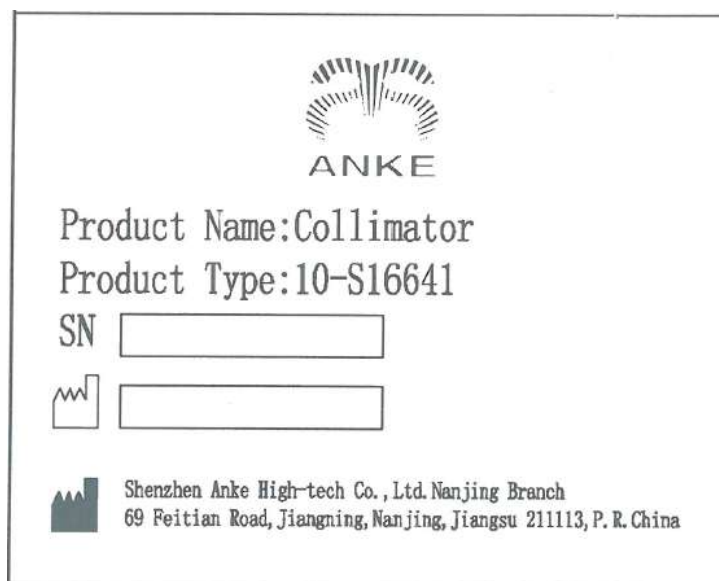 ANKE
Product Name:Collimator
Product Type:10-S16641
SN
Shenzhen Anke High-tech Co.,Ltd.Nanjing Branch
69 Feitian Road,Jiangning,Nanjing,Jiangsu 211113,P.R.China